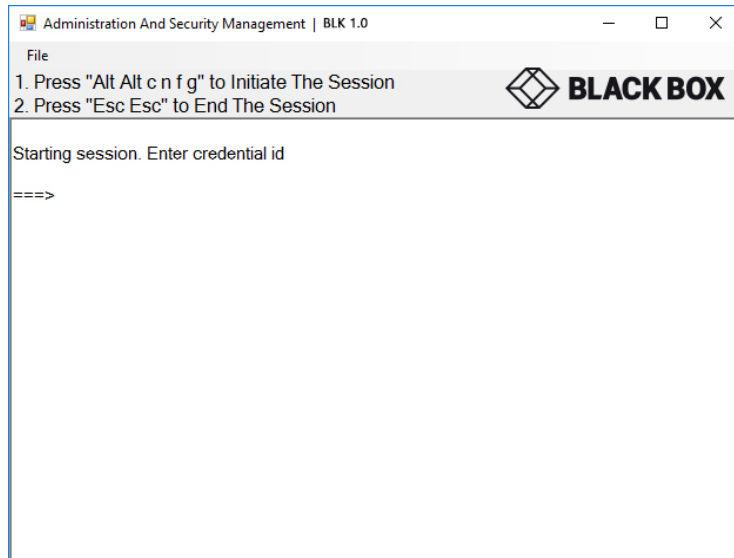 Administration And Security Management | BLK 1.0
File
1. Press "Alt Alt c n f g" to Initiate The Session
2. Press "Esc Esc" to End The Session
BLACK BOX
Starting session. Enter credential id
===>